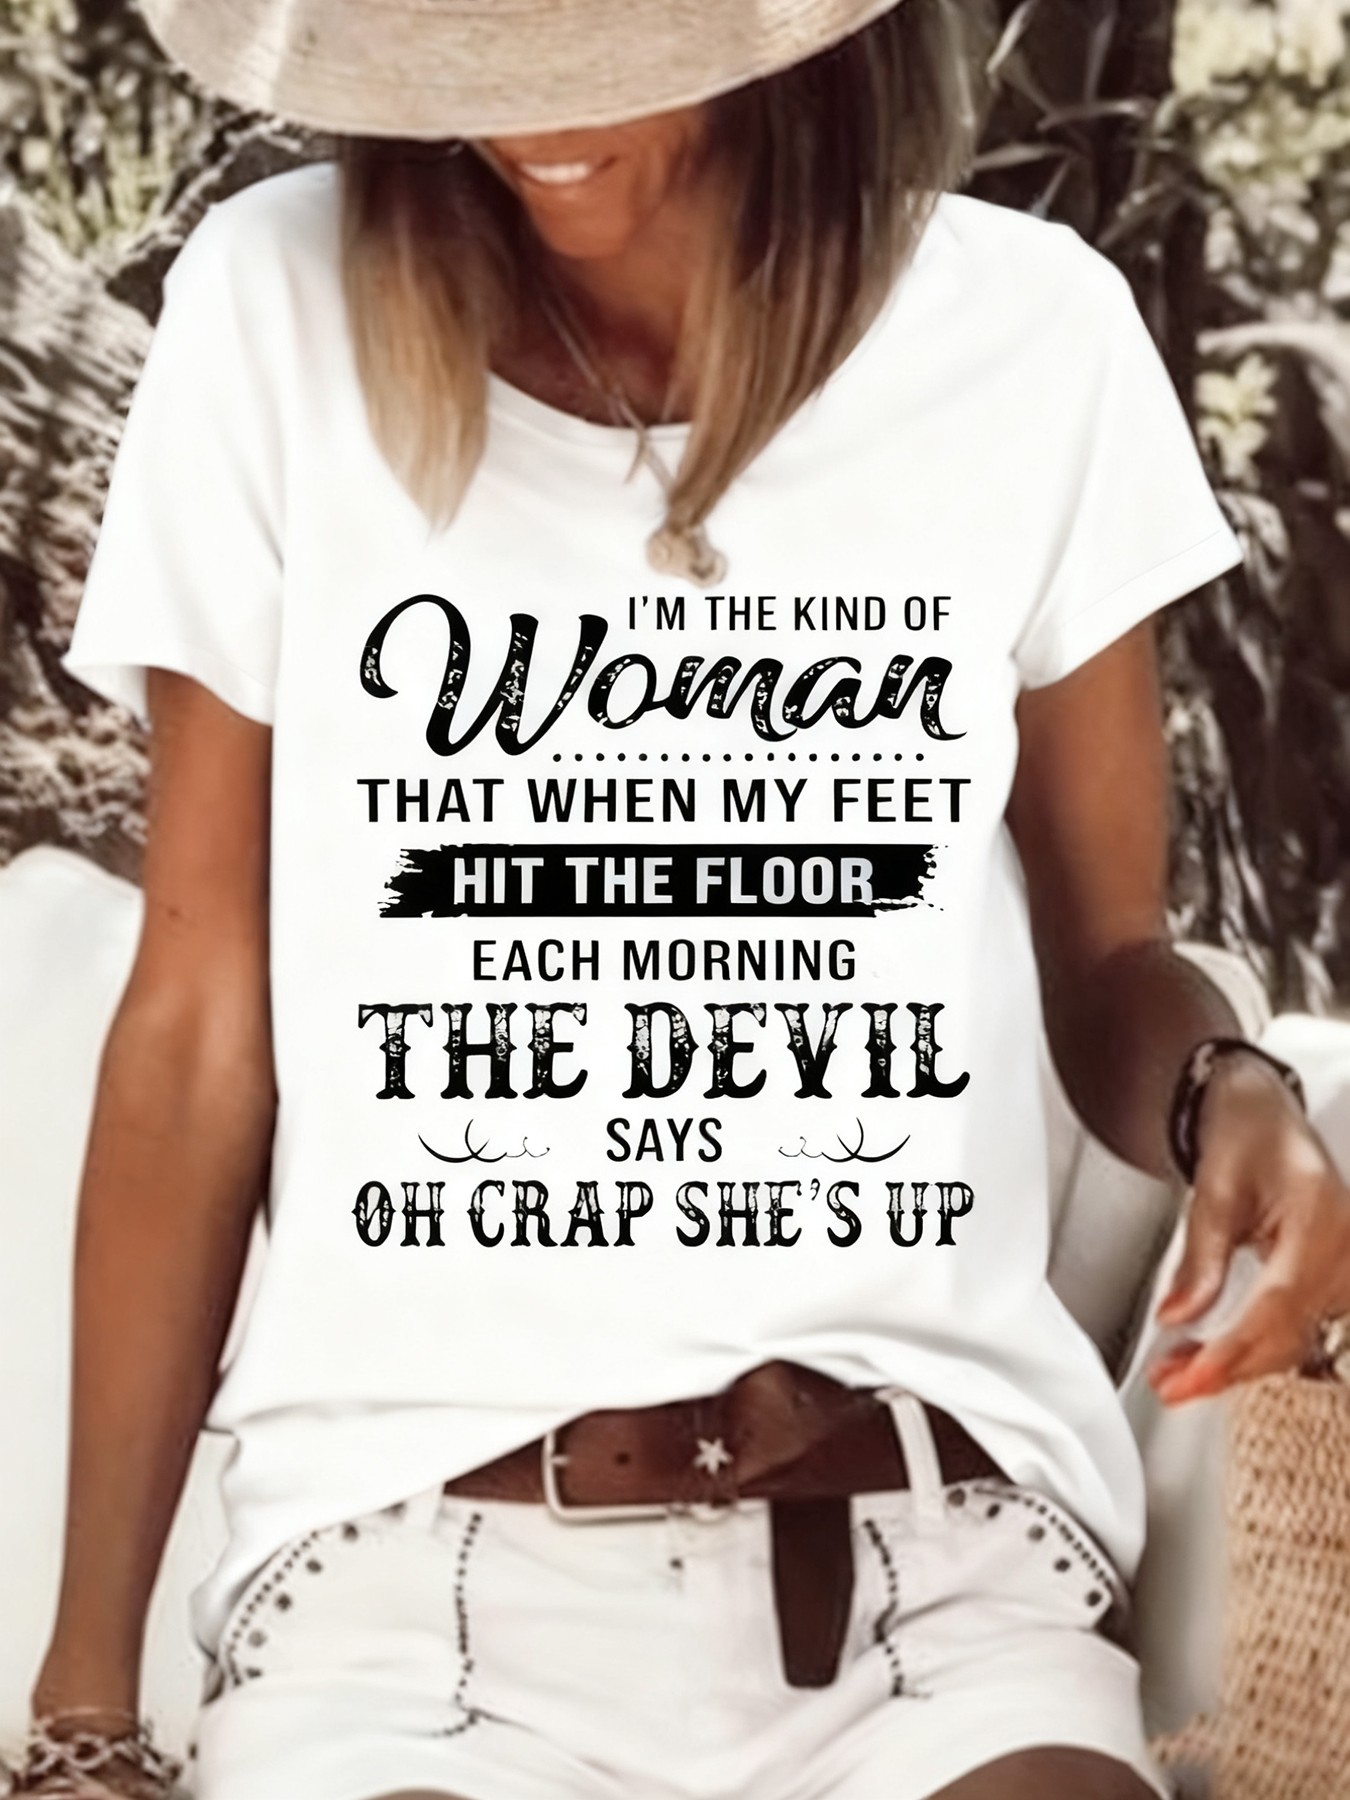 I'M THE KIND OF
Woman
THAT WHEN MY FEET
HIT THE FLOOR
EACH MORNING
THE DEVIL
SAYS
OH CRAP SHE'S UP